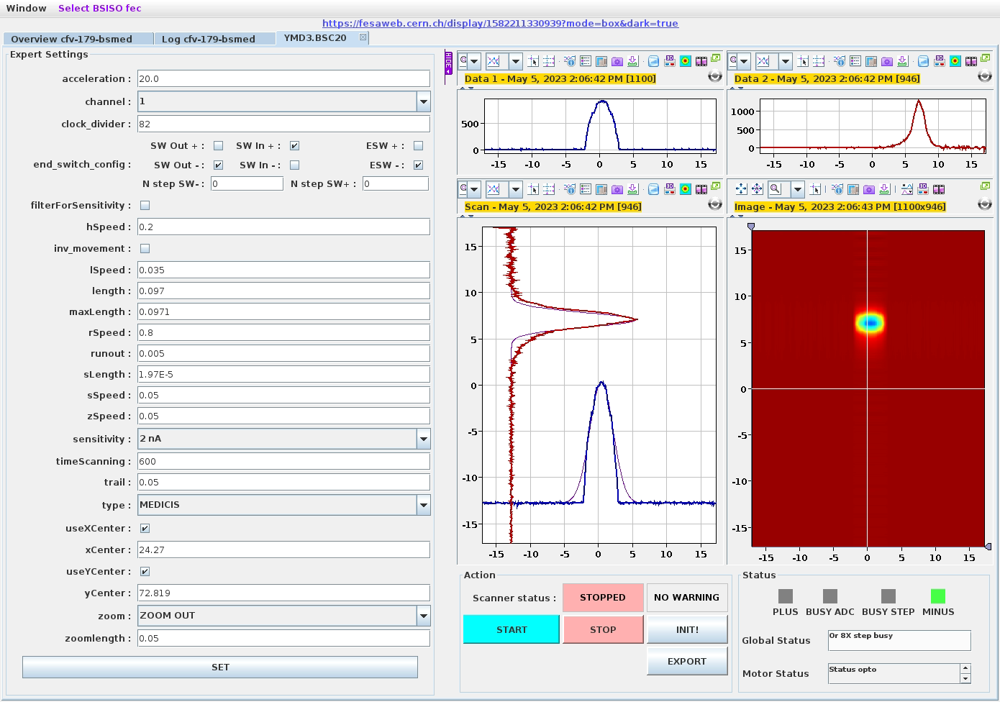 Window Select BSISO fec
https://fesaweb.cern.ch/display/1582211330939?mode=box&dark=true
Overview cfv-179-bsmed Log cfv-179-bsmed YMD3.BSC20
Expert Settings
acceleration : 20.0
channel : 1
clock_divider : 82
SW Out + : SW In + : ESW + :
end_switch_config : SW Out - : SW In - : ESW - :
N step SW- : 0 N step SW+ : 0
filterForSensitivity :
hSpeed : 0.2
inv_movement :
lSpeed : 0.035
length : 0.097
maxLength : 0.0971
rSpeed : 0.8
runout : 0.005
sLength : 1.97E-5
sSpeed : 0.05
zSpeed : 0.05
sensitivity : 2 nA
timeScanning : 600
trail : 0.05
type : MEDICIS
useXCenter :
xCenter : 24.27
useYCenter :
yCenter : 72.819
zoom : ZOOM OUT
zoomlength : 0.05
SET
HIDE
Data 1 - May 5, 2023 2:06:42 PM [1100]
500
0
-15 -10 -5 0 5 10 15
Data 2 - May 5, 2023 2:06:42 PM [946]
1000
500
0
-15 -10 -5 0 5 10 15
Scan - May 5, 2023 2:06:42 PM [946]
15
10
5
0
-5
-10
-15
-15 -10 -5 0 5 10 15
Image - May 5, 2023 2:06:43 PM [1100x946]
15
10
5
0
-5
-10
-15
-15 -10 -5 0 5 10 15
Action
Scanner status : STOPPED NO WARNING
START STOP INIT!
EXPORT
Status
PLUS BUSY ADC BUSY STEP MINUS
Global Status Or 8X step busy
Motor Status Status opto